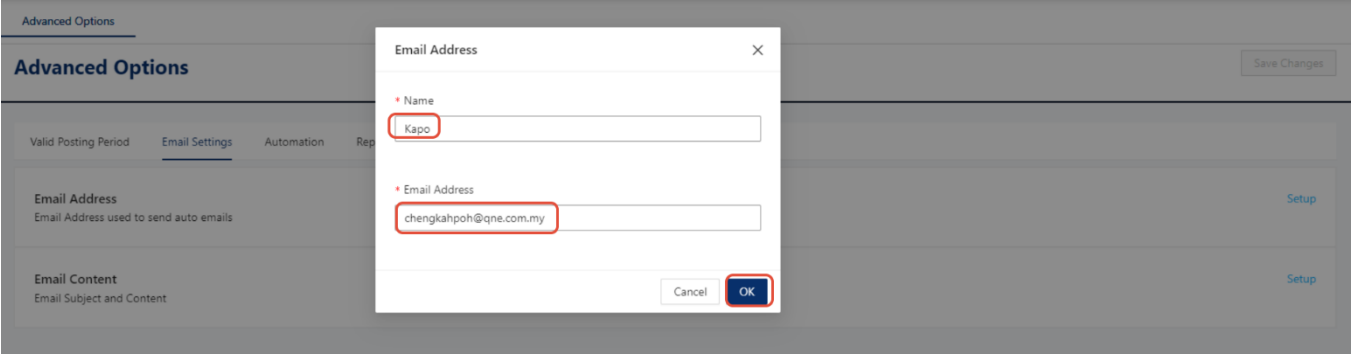 Advanced Options
Advanced Options
Save Changes
Valid Posting Period Email Settings Automation Rep
Email Address
Email Address used to send auto emails
Setup
Email Content
Email Subject and Content
Setup
Email Address
* Name
Kapo
* Email Address
chengkahpoh@qne.com.my
Cancel OK